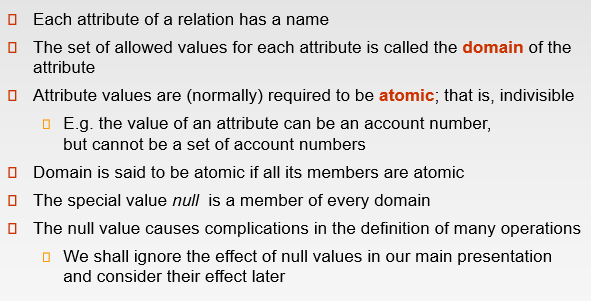 Each attribute of a relation has a name
The set of allowed values for each attribute is called the domain of the
attribute
Attribute values are (normally) required to be atomic; that is, indivisible
E.g. the value of an attribute can be an account number,
but cannot be a set of account numbers
Domain is said to be atomic if all its members are atomic
The special value null is a member of every domain
The null value causes complications in the definition of many operations
We shall ignore the effect of null values in our main presentation
and consider their effect later